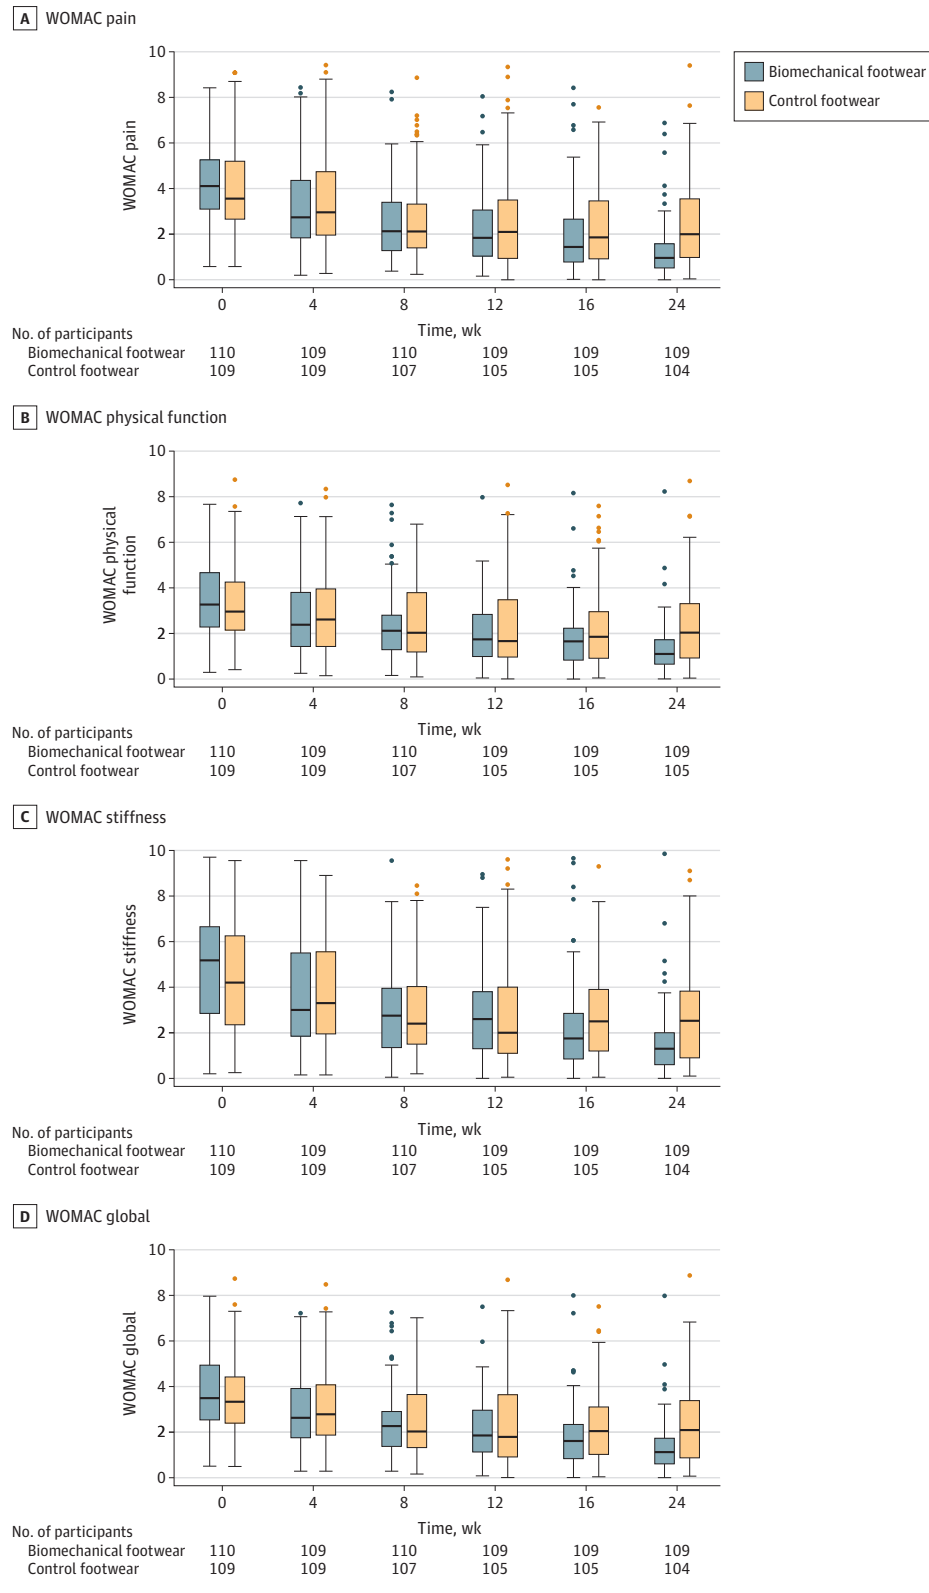 A WOMAC pain
10
8
6
4
2
0
WOMAC pain
Biomechanical footwear
Control footwear
0 4 8 12 16 24
Time, wk
No. of participants
Biomechanical footwear 110 109 110 109 109 109
Control footwear 109 109 107 105 105 104
B WOMAC physical function
10
8
6
4
2
0
WOMAC physical
function
0 4 8 12 16 24
Time, wk
No. of participants
Biomechanical footwear 110 109 110 109 109 109
Control footwear 109 109 107 105 105 105
C WOMAC stiffness
10
8
6
4
2
0
WOMAC stiffness
0 4 8 12 16 24
Time, wk
No. of participants
Biomechanical footwear 110 109 110 109 109 109
Control footwear 109 109 107 105 105 104
D WOMAC global
10
8
6
4
2
0
WOMAC global
0 4 8 12 16 24
Time, wk
No. of participants
Biomechanical footwear 110 109 110 109 109 109
Control footwear 109 109 107 105 105 104